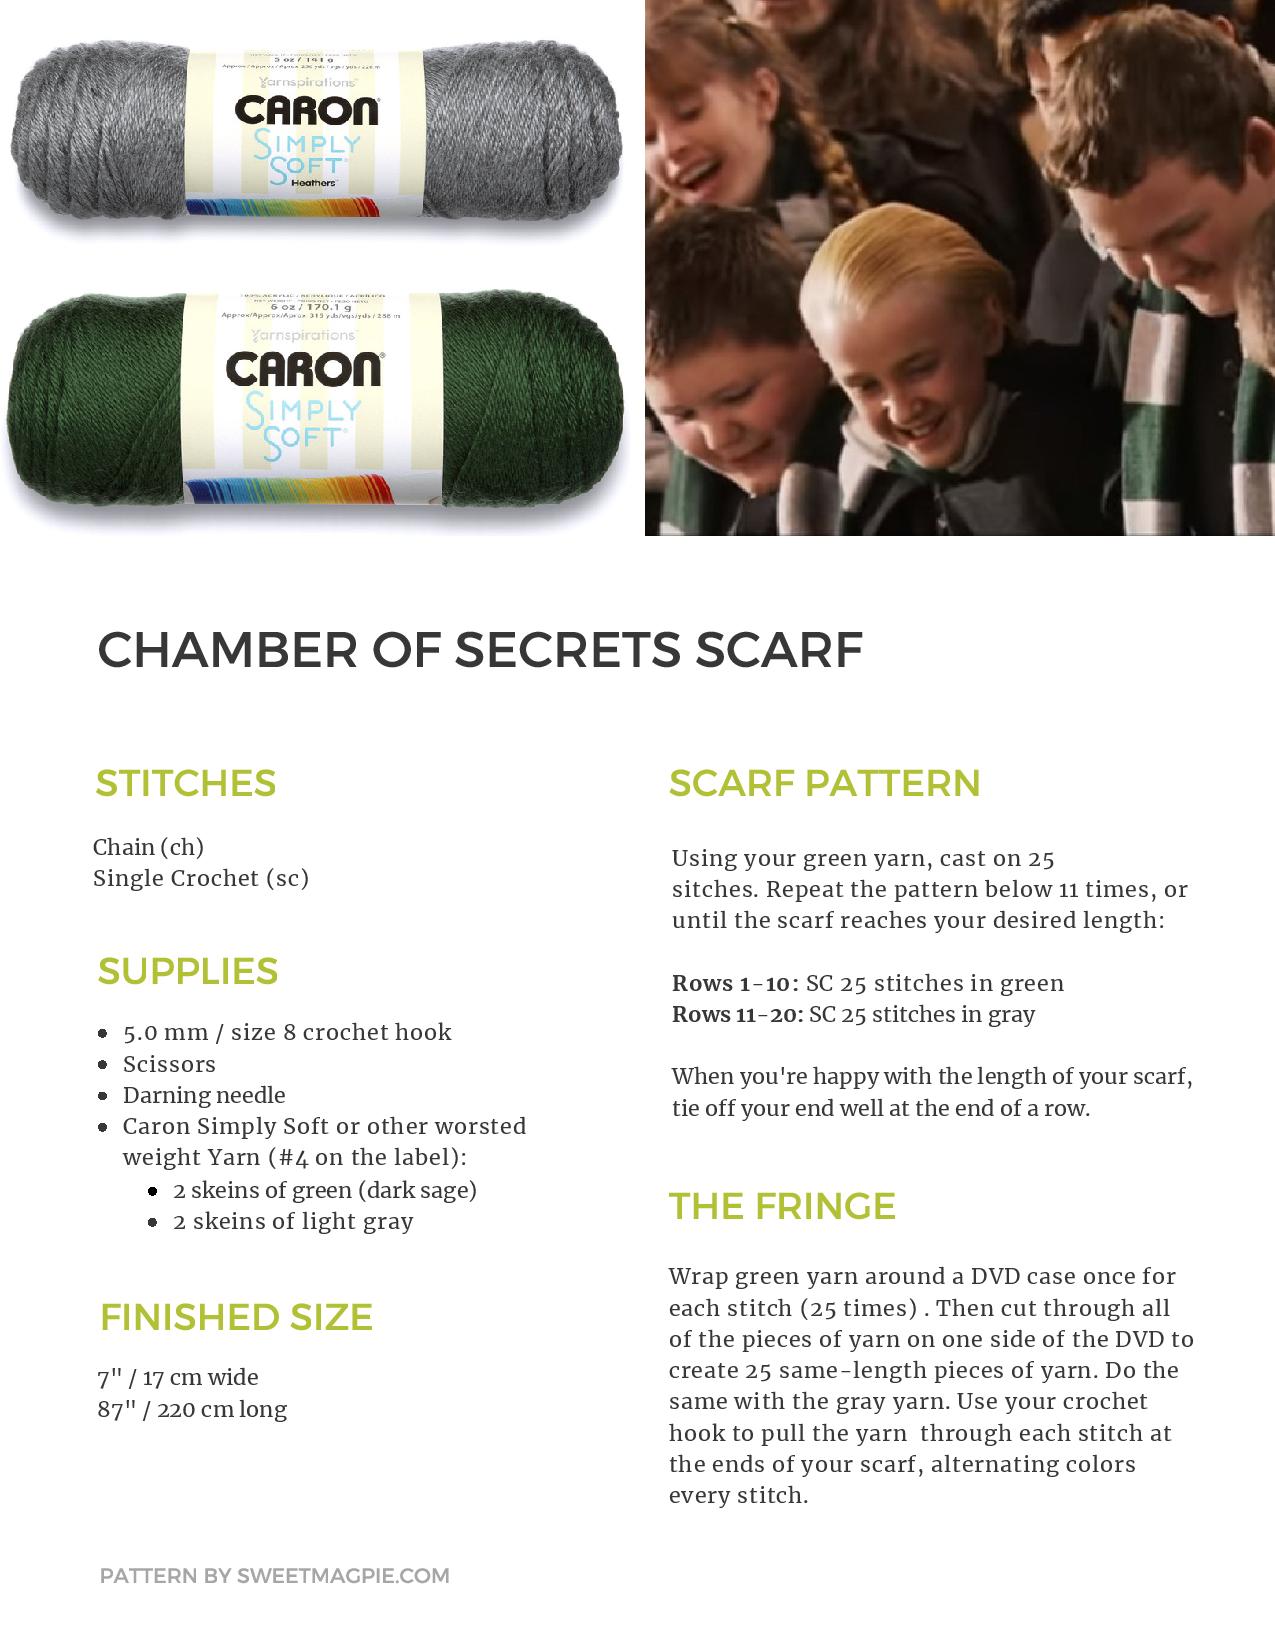 5 oz / 141 g
Yarnspirations
CARON
SIMPLY
SOFT
Heathers
6 oz / 170.1 g
Approx/Approx/Aprox 315 yds/vgs/yds / 288 m
Yarnspirations
CARON
SIMPLY
SOFT
CHAMBER OF SECRETS SCARF
STITCHES
Chain (ch)
Single Crochet (sc)
SUPPLIES
5.0 mm / size 8 crochet hook
Scissors
Darning needle
Caron Simply Soft or other worsted
weight Yarn (#4 on the label):
2 skeins of green (dark sage)
2 skeins of light gray
FINISHED SIZE
7" / 17 cm wide
87" / 220 cm long
SCARF PATTERN
Using your green yarn, cast on 25
sitches. Repeat the pattern below 11 times, or
until the scarf reaches your desired length:
Rows 1-10: SC 25 stitches in green
Rows 11-20: SC 25 stitches in gray
When you're happy with the length of your scarf,
tie off your end well at the end of a row.
THE FRINGE
Wrap green yarn around a DVD case once for
each stitch (25 times) . Then cut through all
of the pieces of yarn on one side of the DVD to
create 25 same-length pieces of yarn. Do the
same with the gray yarn. Use your crochet
hook to pull the yarn  through each stitch at
the ends of your scarf, alternating colors
every stitch.
PATTERN BY SWEETMAGPIE.COM